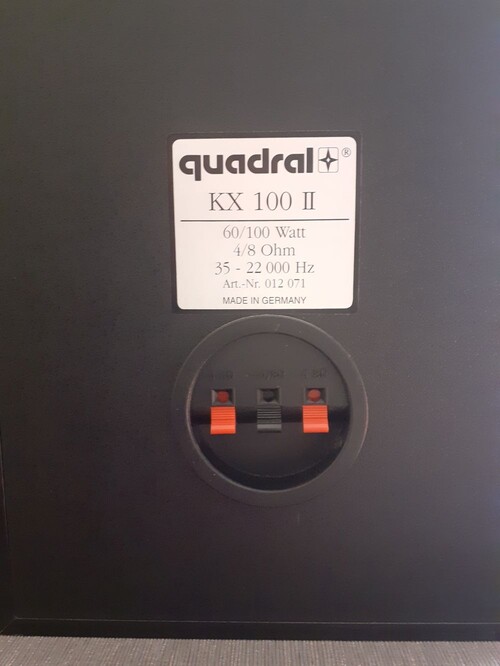 quadral ®
KX 100 II
60/100 Watt
4/8 Ohm
35 - 22 000 Hz
Art.-Nr. 012 071
MADE IN GERMANY